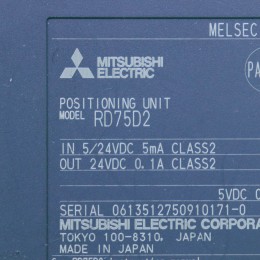 MELSEC
MITSUBISHI
ELECTRIC
PA
POSITIONING UNIT
MODEL RD75D2
IN 5/24VDC 5mA CLASS2
OUT 24VDC 0.1A CLASS2
5VDC 0
SERIAL 0613512750910171-0
MITSUBISHI ELECTRIC CORPORA
TOKYO 100-8310, JAPAN
MADE IN JAPAN